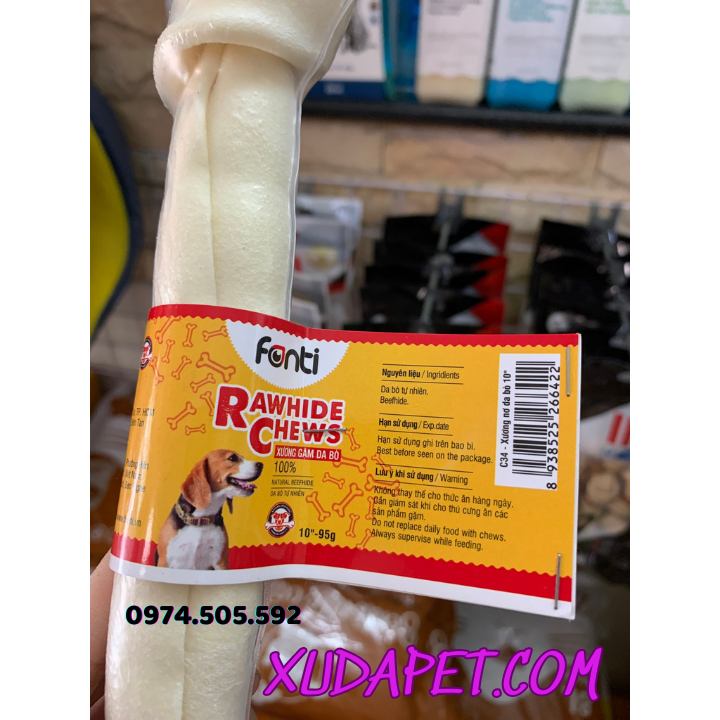 Fonti
RAWHIDE
CHEWS
XƯƠNG GẶM DA BÒ
100%
NATURAL BEEFHIDE
DA BÒ TỰ NHIÊN
10"-95g
Nguyên liệu / Ingridients
Da bò tự nhiên.
Beefhide.
Hạn sử dụng / Exp.date
Hạn sử dụng ghi trên bao bì.
Best before seen on the package.
Lưu ý khi sử dụng / Warning
Không thay thế cho thức ăn hàng ngày.
Cần giám sát khi cho thú cưng ăn các
sản phẩm gặm.
Do not replace daily food with chews.
Always supervise while feeding.
C34 - Xương nơ da bò 10"
8 938525 266422
0974.505.592
XUDAPET.COM